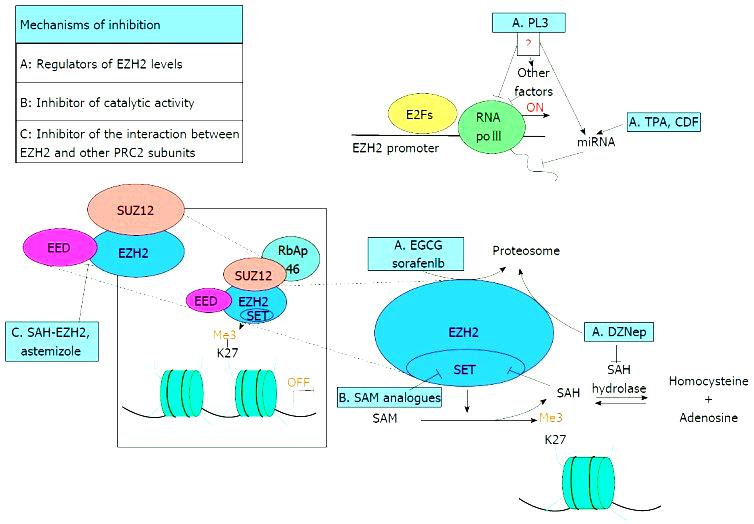 Mechanisms of inhibition
A: Regulators of EZH2 levels
B: Inhibitor of catalytic activity
C: Inhibitor of the interaction between
EZH2 and other PRC2 subunits
A. PL3
?
Other
factors
ON
E2Fs
RNA
pol II
EZH2 promoter
miRNA
A. TPA, CDF
SUZ12
EED
EZH2
C. SAH-EZH2,
astemizole
RbAp
46
SUZ12
EED
EZH2
SET
Me3
K27
OFF
A. EGCG
sorafenib
Proteosome
EZH2
SET
A. DZNep
B. SAM analogues
SAM
SAH
SAH
hydrolase
Homocysteine
+
Adenosine
Me3
K27